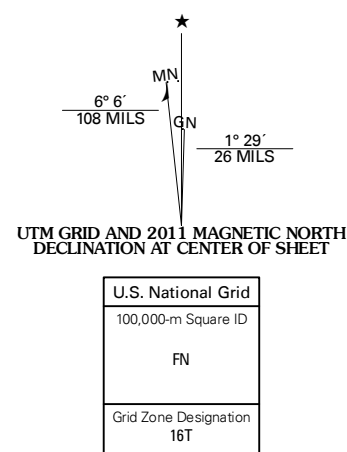 ★
MN
6° 6´
108 MILS
GN
1° 29´
26 MILS
UTM GRID AND 2011 MAGNETIC NORTH
DECLINATION AT CENTER OF SHEET
U.S. National Grid
100,000-m Square ID
FN
Grid Zone Designation
16T